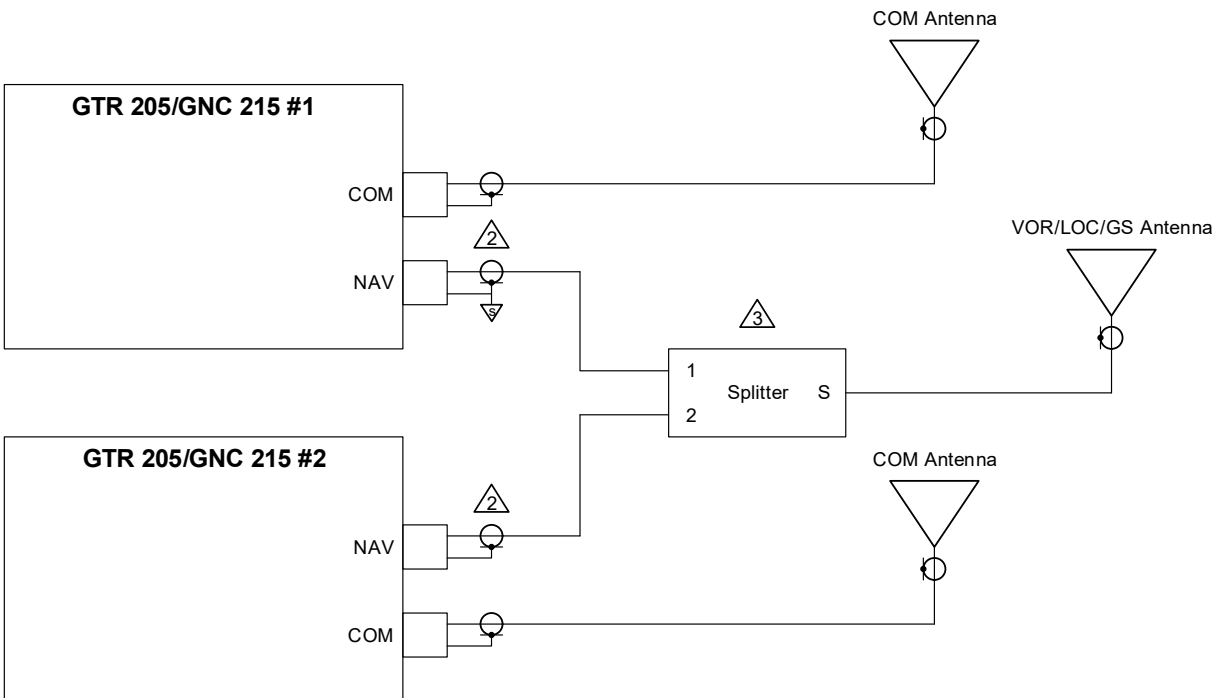 COM Antenna
GTR 205/GNC 215 #1
COM
2
VOR/LOC/GS Antenna
NAV
s
3
1
Splitter S
2
GTR 205/GNC 215 #2
COM Antenna
2
NAV
COM